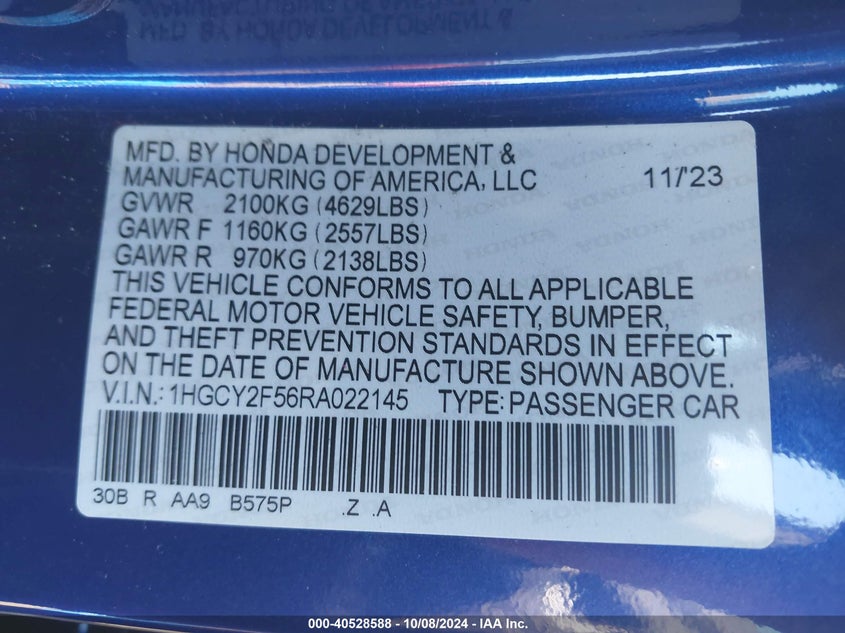 MFD. BY HONDA DEVELOPMENT &
MANUFACTURING OF AMERICA, LLC 11/'23
GVWR 2100KG (4629LBS)
GAWR F 1160KG (2557LBS)
GAWR R 970KG (2138LBS)
THIS VEHICLE CONFORMS TO ALL APPLICABLE
FEDERAL MOTOR VEHICLE SAFETY, BUMPER,
AND THEFT PREVENTION STANDARDS IN EFFECT
ON THE DATE OF MANUFACTURE SHOWN ABOVE.
V.I.N.: 1HGCY2F56RA022145 TYPE: PASSENGER CAR
30B R AA9 B575P .Z .A
000-40528588 - 10/08/2024 - IAA Inc.